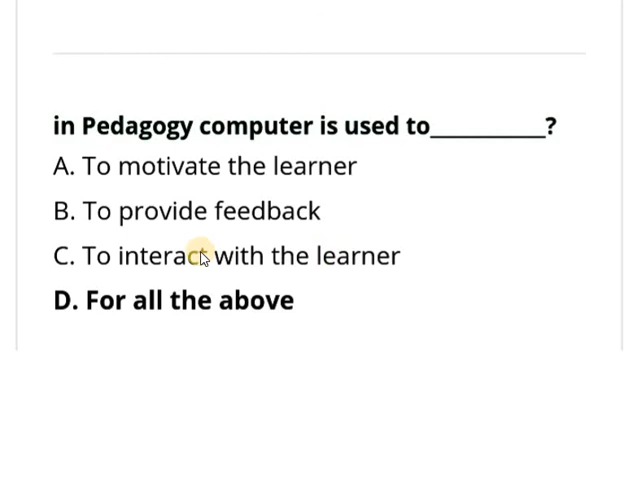 in Pedagogy computer is used to__________?
A. To motivate the learner
B. To provide feedback
C. To interact with the learner
D. For all the above